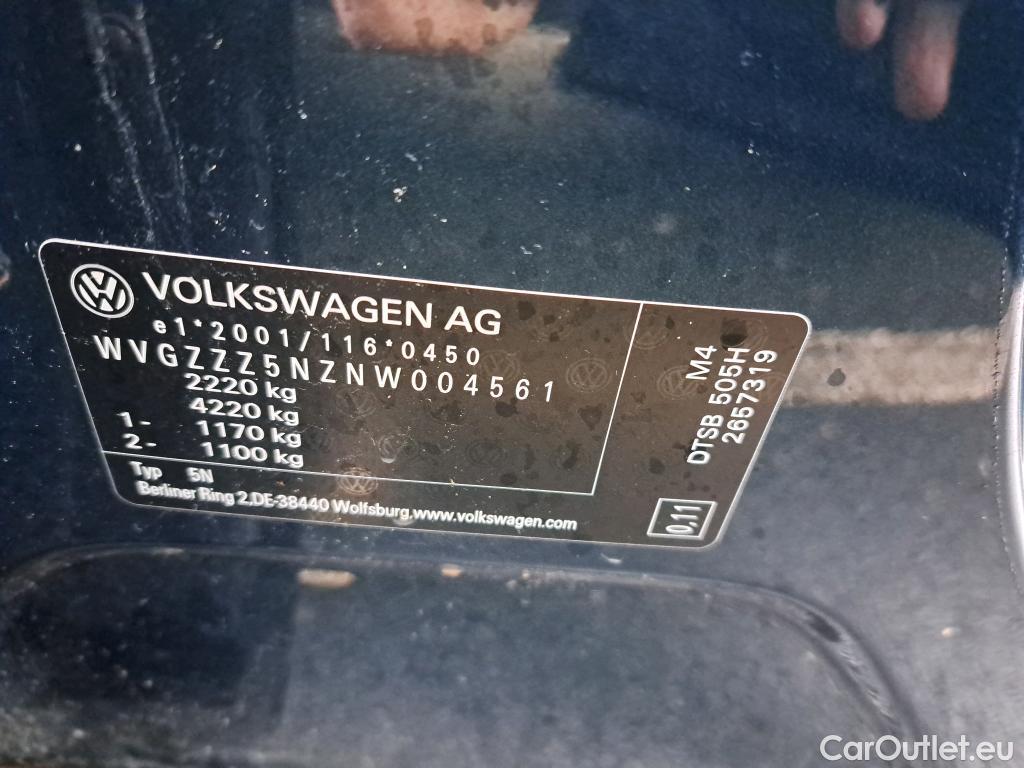 VOLKSWAGEN AG
e1*2001/116*0450
WVGZZZ5NZNW004561
2220 kg
4220 kg
1- 1170 kg
2- 1100 kg
Typ 5N
Berliner Ring 2,DE-38440 Wolfsburg,www.volkswagen.com
M4
DTSB 505H
2657319
0,11
CarOutlet.eu